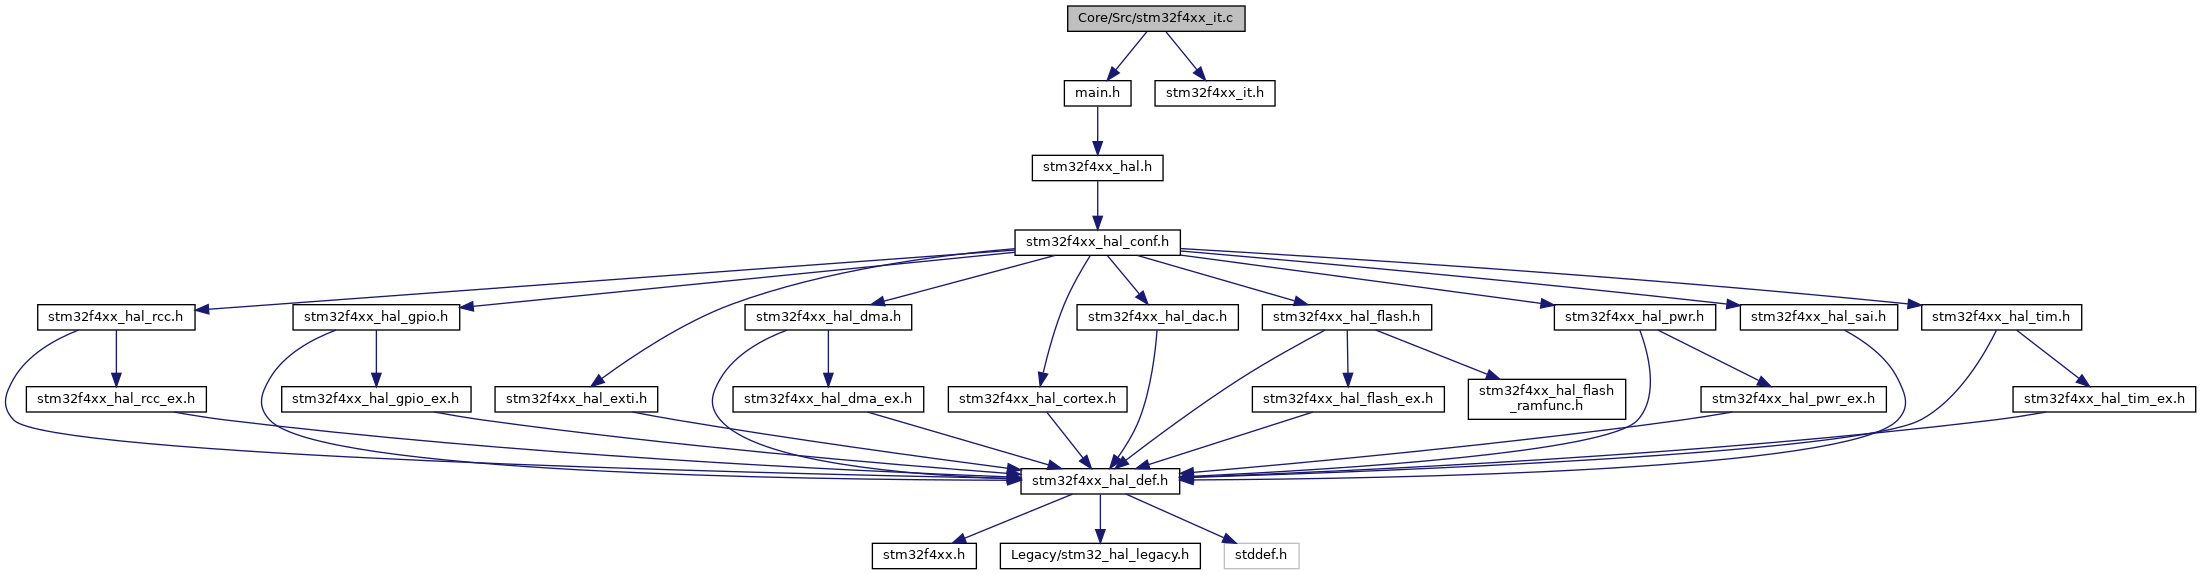 Core/Src/stm32f4xx_it.c
main.h
stm32f4xx_it.h
stm32f4xx_hal.h
stm32f4xx_hal_conf.h
stm32f4xx_hal_rcc.h
stm32f4xx_hal_gpio.h
stm32f4xx_hal_dma.h
stm32f4xx_hal_dac.h
stm32f4xx_hal_flash.h
stm32f4xx_hal_pwr.h
stm32f4xx_hal_sai.h
stm32f4xx_hal_tim.h
stm32f4xx_hal_rcc_ex.h
stm32f4xx_hal_gpio_ex.h
stm32f4xx_hal_exti.h
stm32f4xx_hal_dma_ex.h
stm32f4xx_hal_cortex.h
stm32f4xx_hal_flash_ex.h
stm32f4xx_hal_flash
_ramfunc.h
stm32f4xx_hal_pwr_ex.h
stm32f4xx_hal_tim_ex.h
stm32f4xx_hal_def.h
stm32f4xx.h
Legacy/stm32_hal_legacy.h
stddef.h